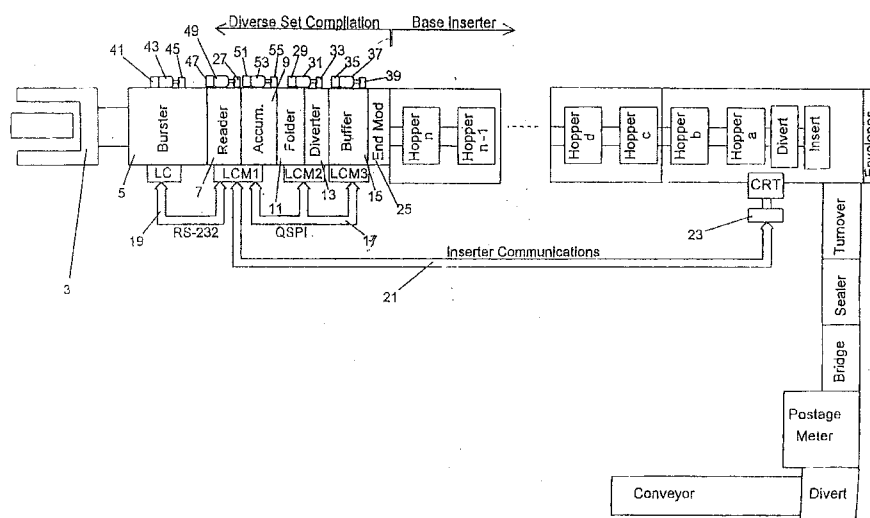 Diverse Set Compilation
Base Inserter
41 43 45 47 49 27 51 53 55 9 29 31 33 35 37 39
Burster
Reader
Accum.
Folder
Diverter
Buffer
End Mod
Hopper n
Hopper n-1
Hopper d
Hopper c
Hopper b
Hopper a
Divert
Insert
3
5
7
LC
LCM1
LCM2
LCM3
11
13
15
25
CRT
19
RS-232
QSPI
17
23
Inserter Communications
21
Turnover
Sealer
Bridge
Postage
Meter
Conveyor
Divert